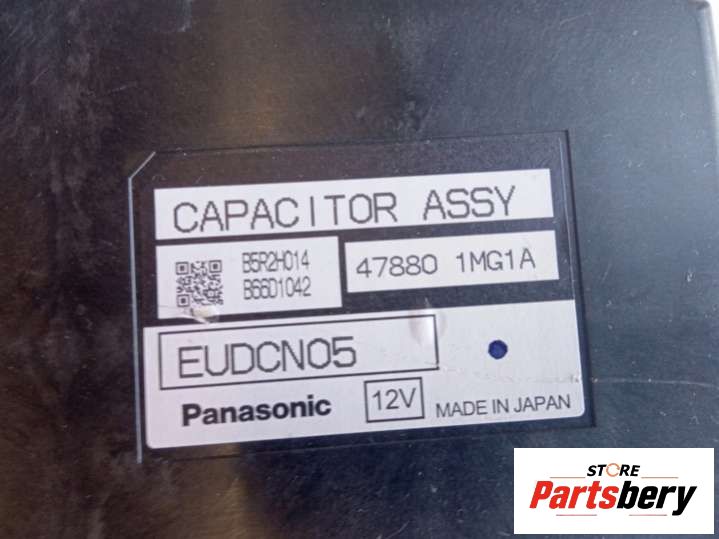 CAPACITOR ASSY
B5R2H014
B66D1042
47880 1MG1A
EUDCN05
Panasonic
12V
MADE IN JAPAN
STORE
Partsbery